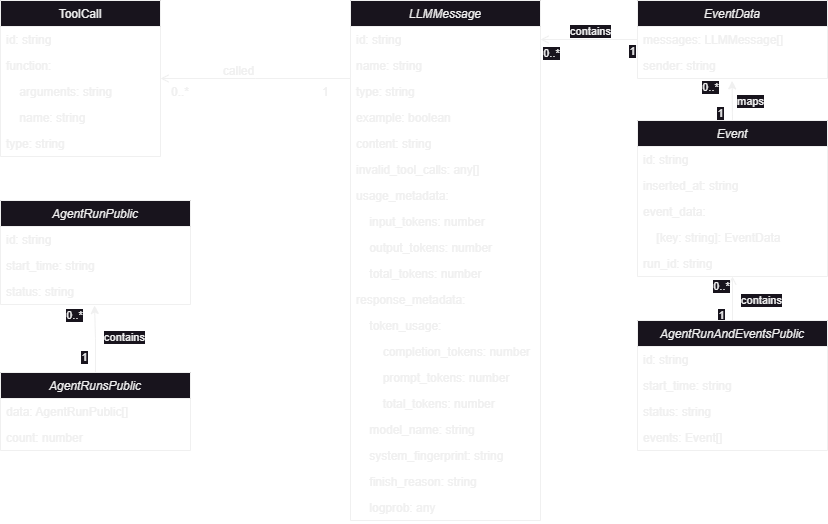 ToolCall
id: string
function:
arguments: string
name: string
type: string
called
0..*
1
LLMMessage
id: string
name: string
type: string
example: boolean
content: string
invalid_tool_calls: any[]
usage_metadata:
input_tokens: number
output_tokens: number
total_tokens: number
response_metadata:
token_usage
completion_tokens: number
prompt_tokens: number
total_tokens: number
model_name: string
system_fingerprint: string
finish_reason: string
logprob: any
contains
0..*
1
EventData
messages: LLMMessage[]
sender: string
0..*
maps
1
Event
id: string
inserted_at: string
event_data:
[key: string]: EventData
run_id: string
0..*
contains
1
AgentRunAndEventsPublic
id: string
start_time: string
status: string
events: Event[]
AgentRunPublic
id: string
start_time: string
status: string
0..*
contains
1
AgentRunsPublic
data: AgentRunPublic[]
count: number